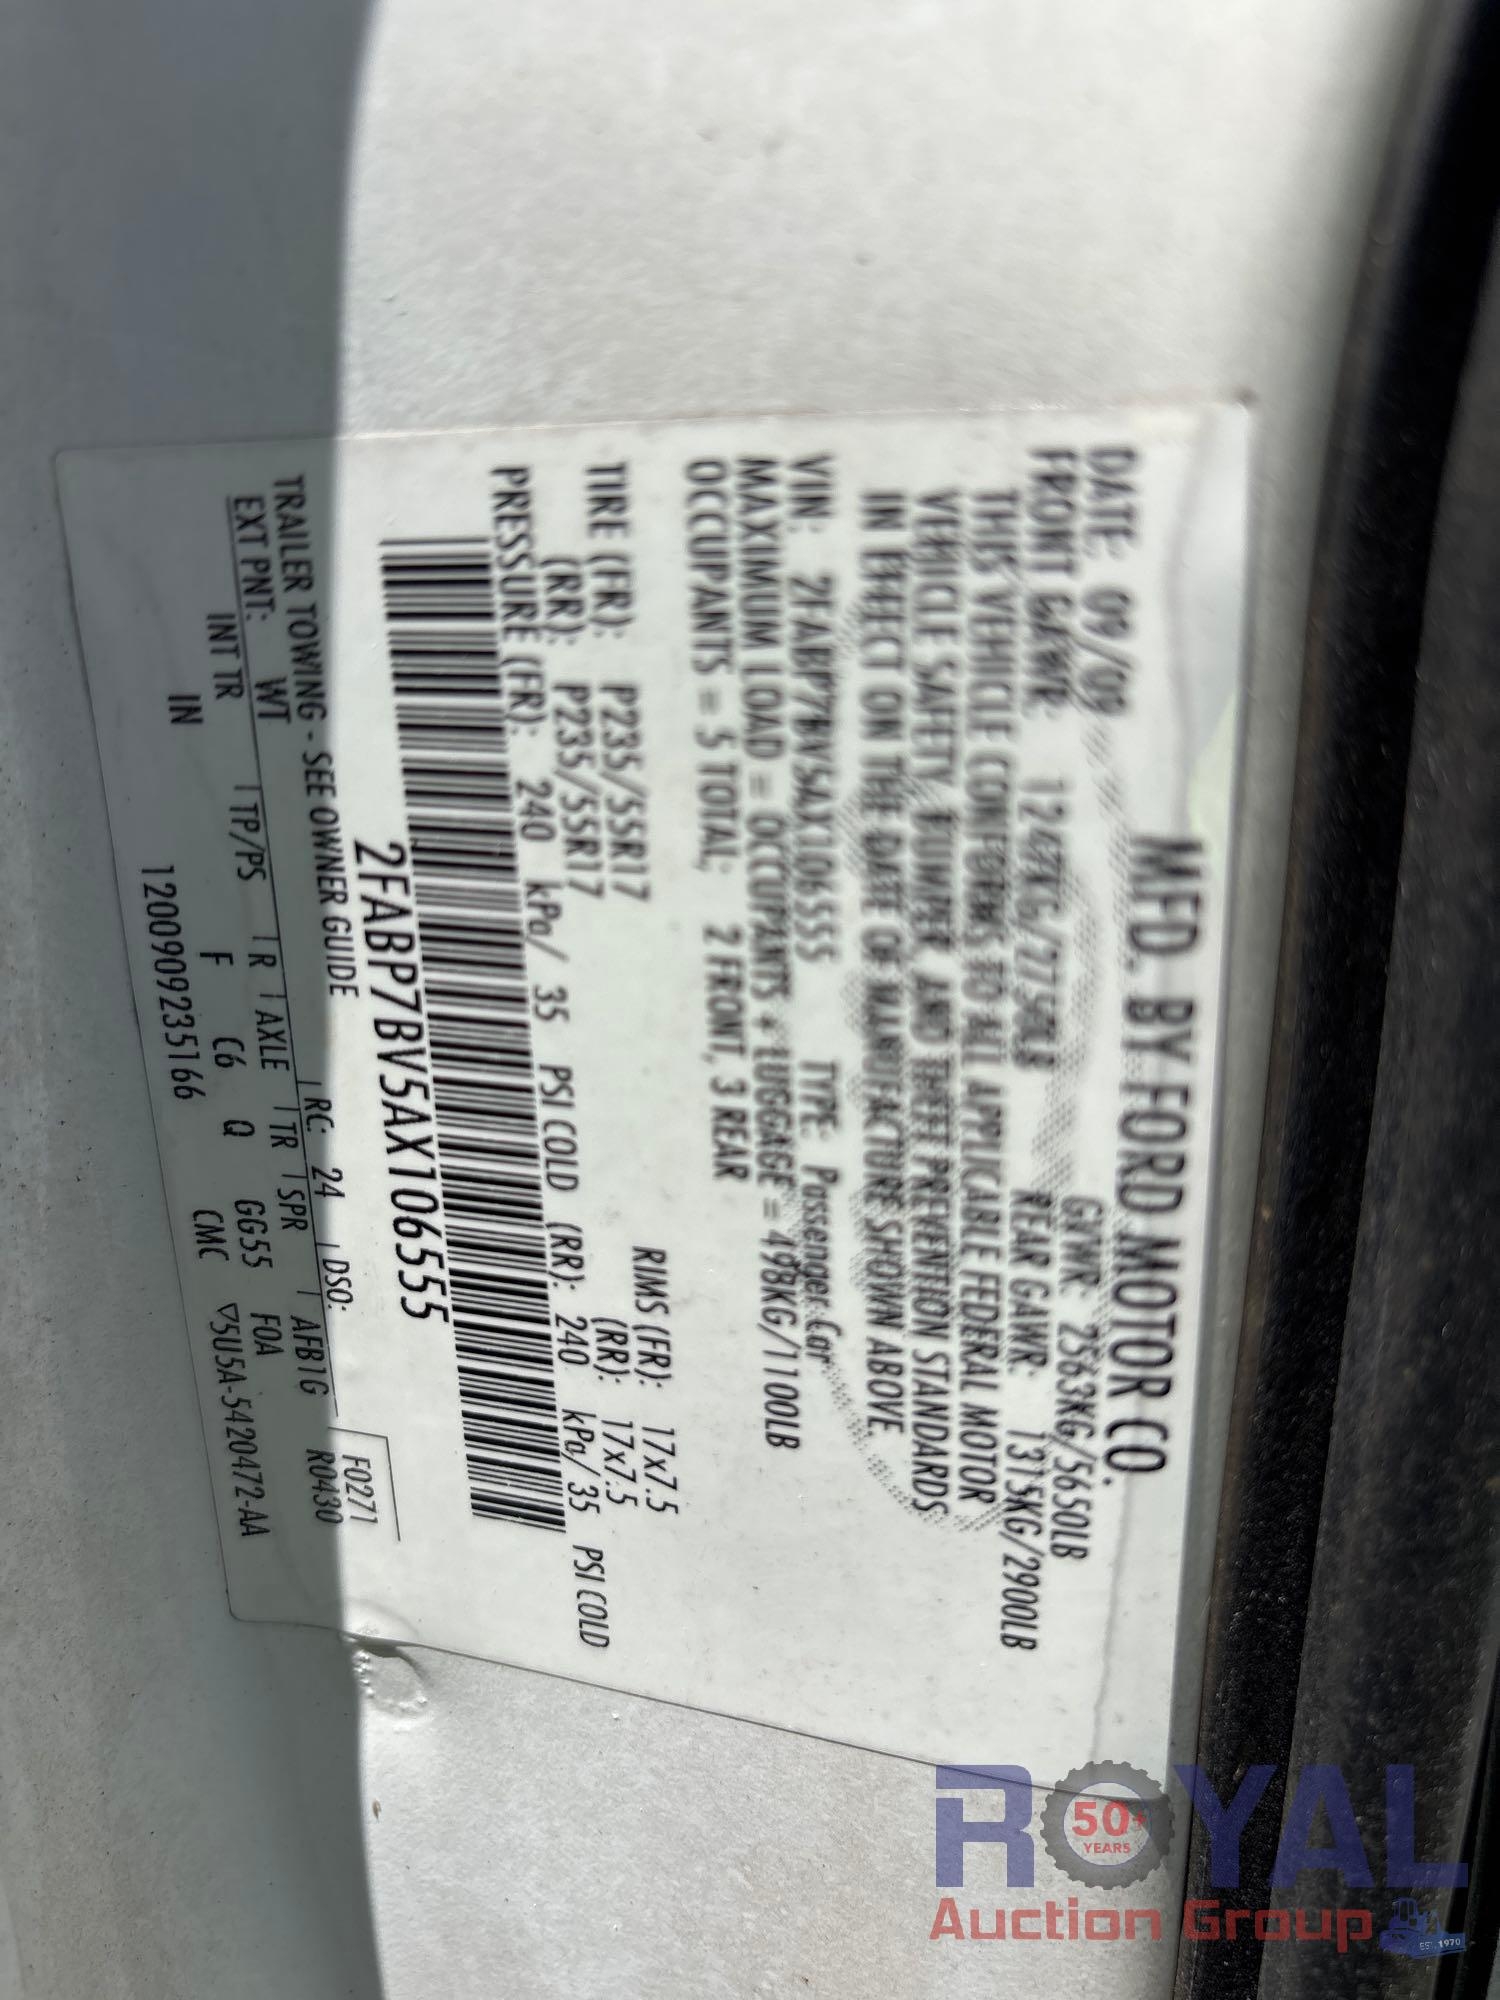 MFD. BY FORD MOTOR CO.
DATE: 09/09 GVWR: 2563KG/5650LB
FRONT GAWR: 1247KG/2750LB REAR GAWR: 1315KG/2900LB
THIS VEHICLE CONFORMS TO ALL APPLICABLE FEDERAL MOTOR
VEHICLE SAFETY, BUMPER, AND THEFT PREVENTION STANDARDS
IN EFFECT ON THE DATE OF MANUFACTURE SHOWN ABOVE.
VIN: 2FABP7BV5AX106555 TYPE: Passenger Car
MAXIMUM LOAD = OCCUPANTS + LUGGAGE = 498KG/1100LB
OCCUPANTS = 5 TOTAL; 2 FRONT, 3 REAR
TIRE (FR): P235/55R17 RIMS (FR): 17x7.5
(RR): P235/55R17 (RR): 17x7.5
PRESSURE (FR): 240 kPa/ 35 PSI COLD (RR): 240 kPa/ 35 PSI COLD
2FABP7BV5AX106555
TRAILER TOWING - SEE OWNER GUIDE RC: 24 DSO: F0271
EXT PNT: WT AFB1G R0430
INT TR TP/PS R AXLE TR SPR
IN F C6 Q GG55 FOA
1200909235166 CMC ▽5U5A-5420472-AA
ROYAL
50+
YEARS
Auction Group
EST. 1970